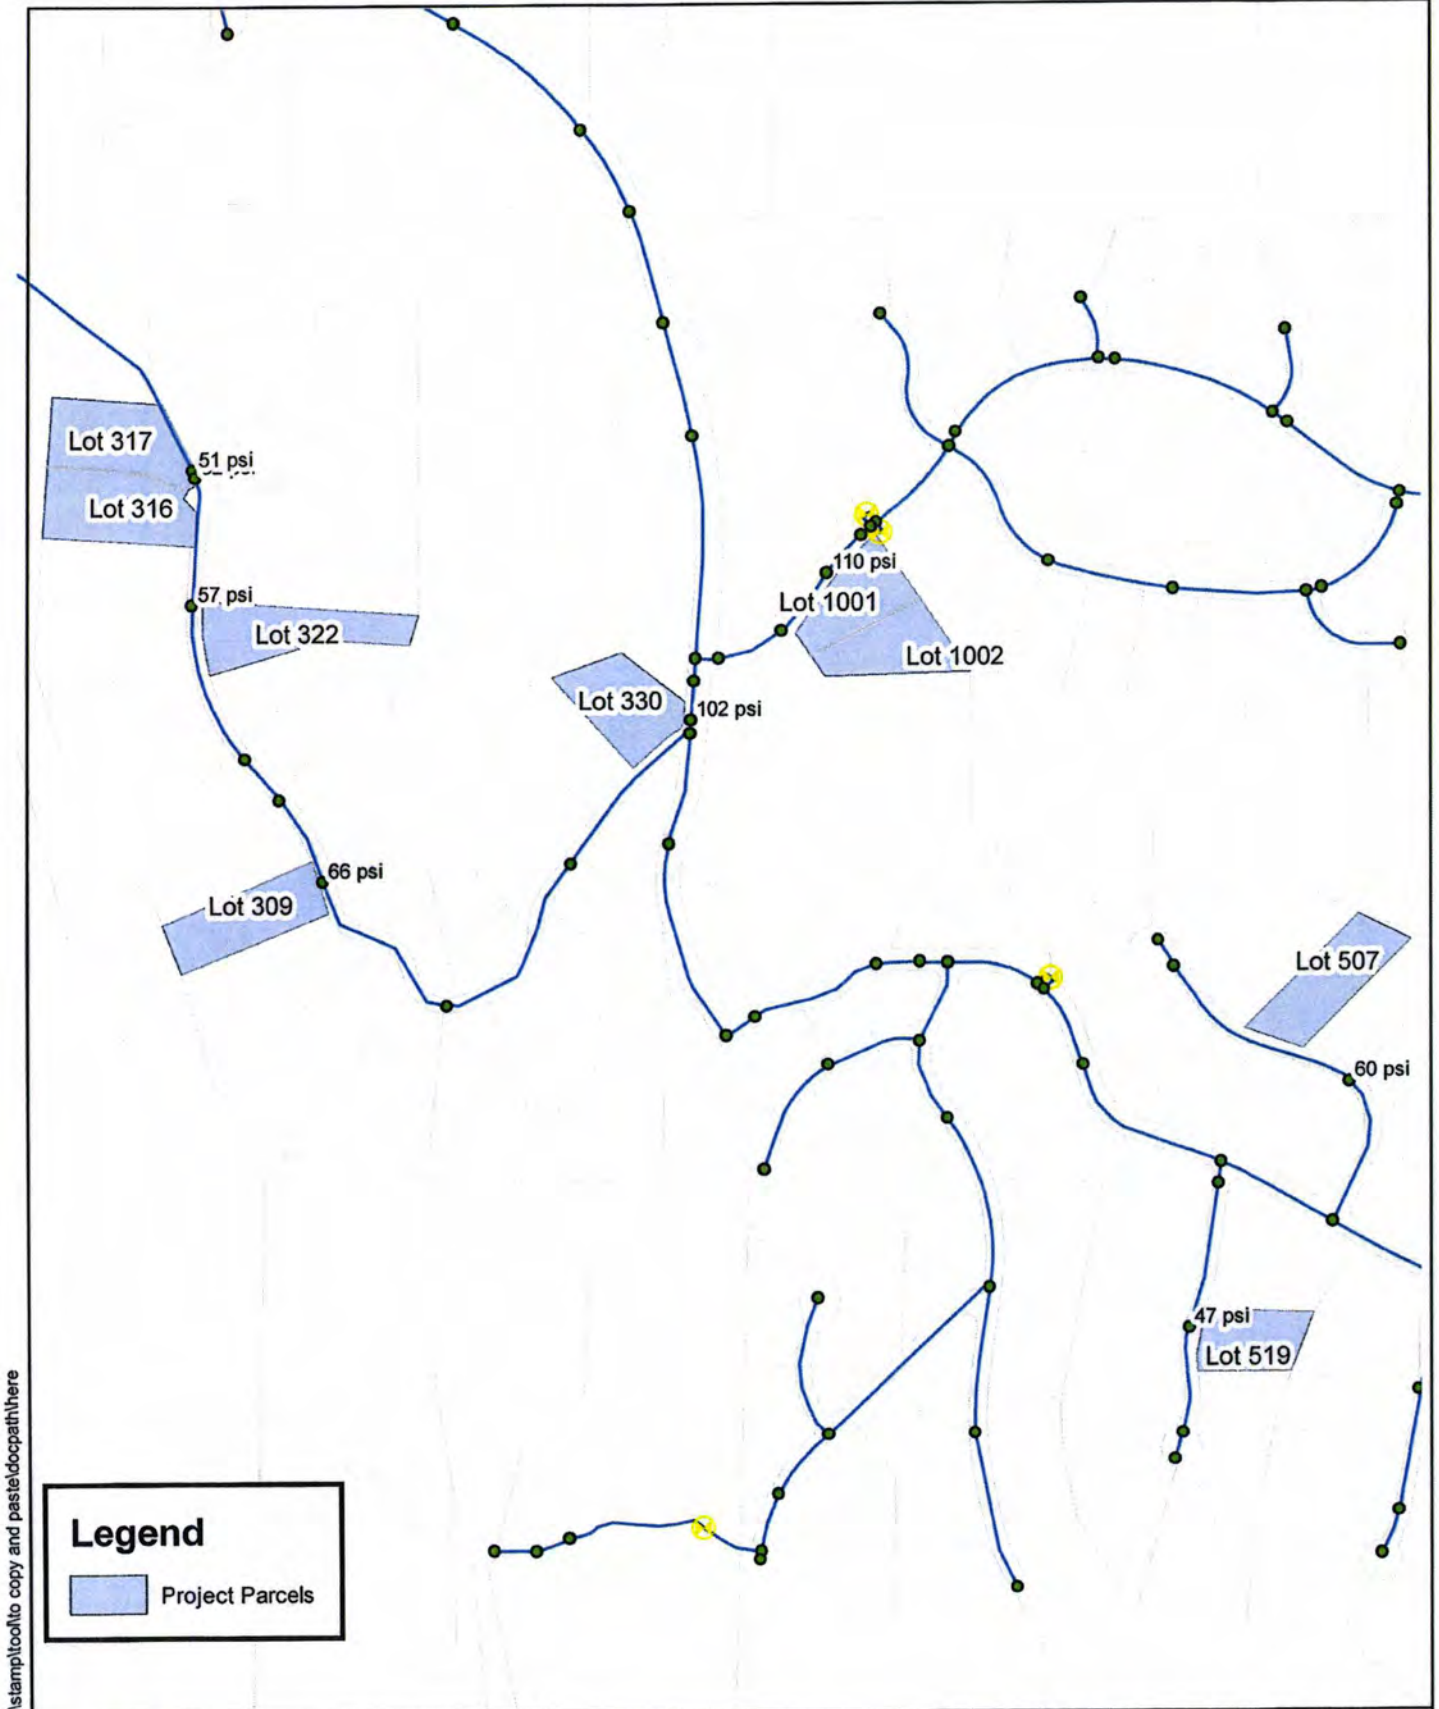 Lot 317
51 psi
Lot 316
110 psi
57 psi
Lot 1001
Lot 322
Lot 1002
Lot 330
102 psi
66 psi
Lot 309
Lot 507
60 psi
47 psi
Lot 519
Legend
Project Parcels
\stamp\tool\to copy and paste\docpath\here